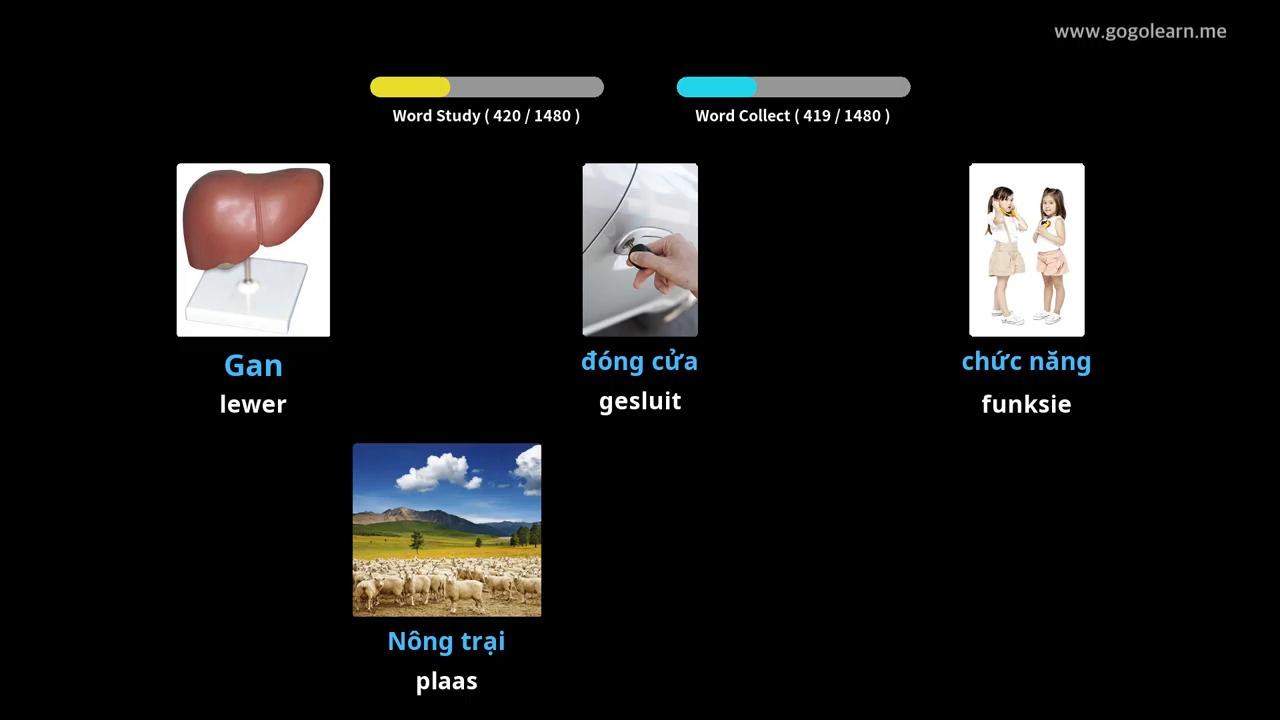 www.gogolearn.me
Word Study ( 420 / 1480 )
Word Collect ( 419 / 1480 )
Gan
lewer
đóng cửa
gesluit
chức năng
funksie
Nông trại
plaas